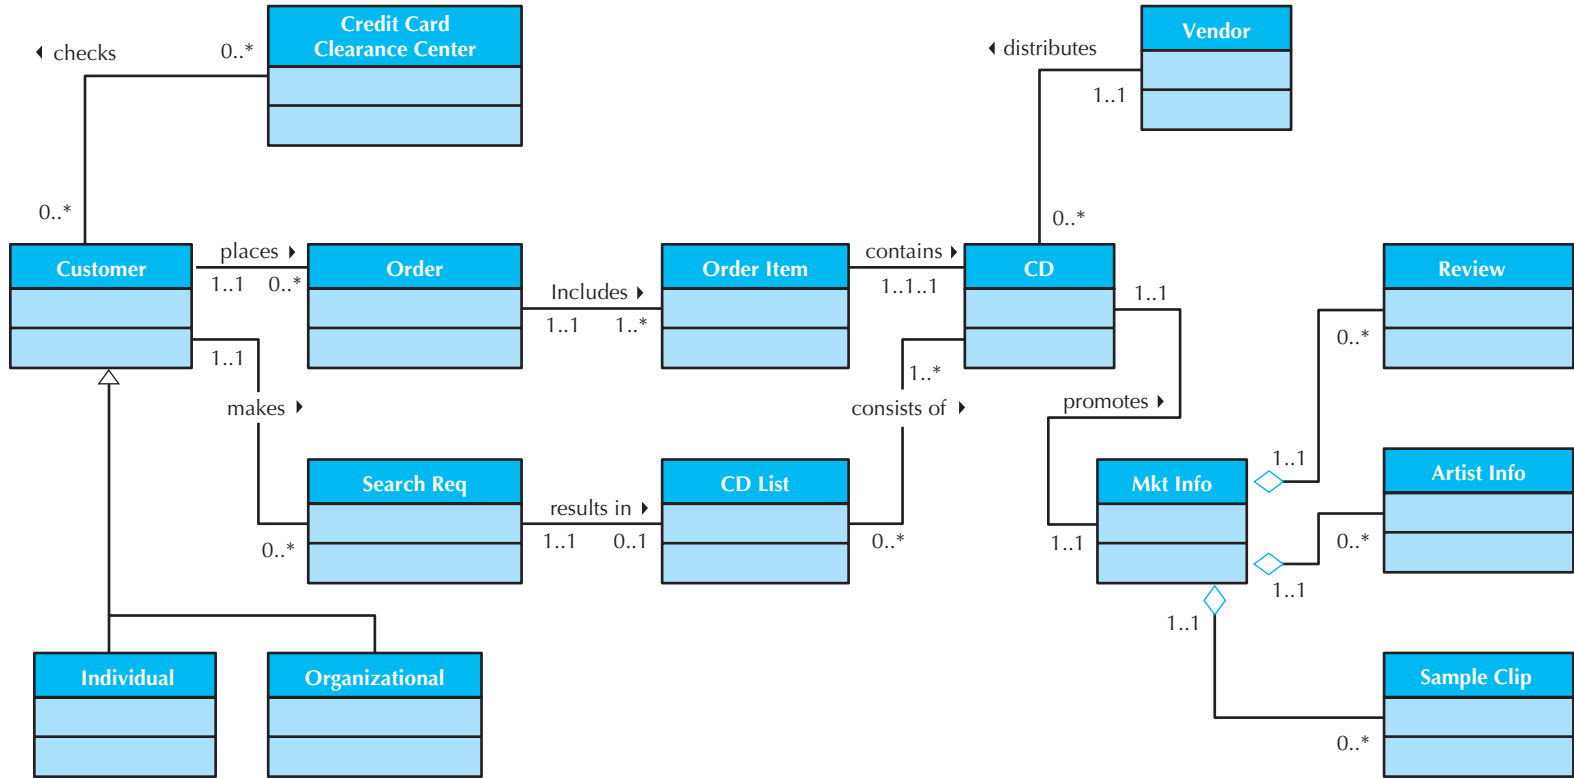 Credit Card
Clearance Center
Vendor
◂ checks
0..*
◂ distributes
1..1
0..*
0..*
Customer
places ▸
1..1
0..*
Order
Includes ▸
1..1
1..*
Order Item
contains ▸
1..1..1
CD
1..1
Review
0..*
1..1
makes ▸
1..*
consists of ▸
promotes ▸
1..1
Search Req
CD List
Mkt Info
Artist Info
results in ▸
0..*
1..1
0..1
0..*
1..1
0..*
1..1
1..1
Individual
Organizational
Sample Clip
0..*